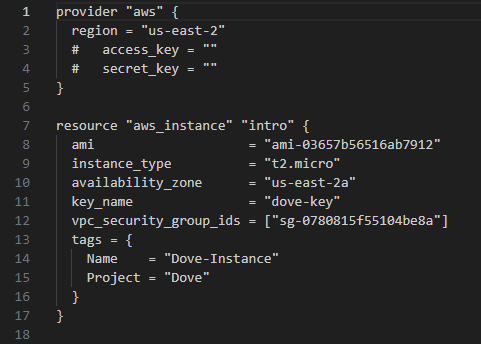 1 provider "aws" {
2   region = "us-east-2"
3   #   access_key = ""
4   #   secret_key = ""
5 }
6
7 resource "aws_instance" "intro" {
8   ami                    = "ami-03657b56516ab7912"
9   instance_type          = "t2.micro"
10   availability_zone      = "us-east-2a"
11   key_name               = "dove-key"
12   vpc_security_group_ids = ["sg-0780815f55104be8a"]
13   tags = {
14     Name    = "Dove-Instance"
15     Project = "Dove"
16   }
17 }
18